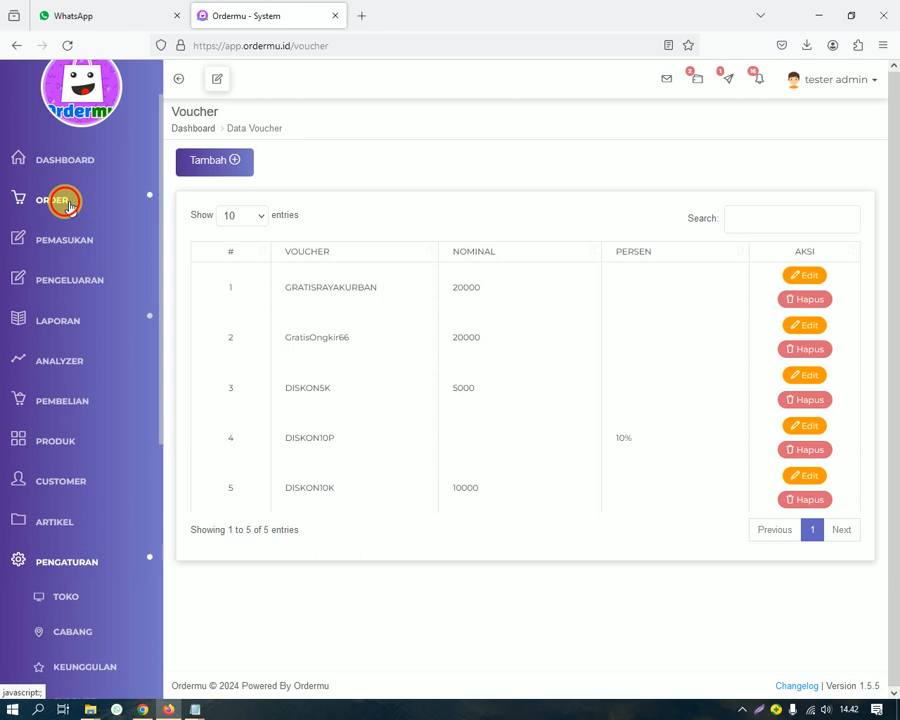 WhatsApp
Ordermu - System
https://app.ordermu.id/voucher
Ordermu
DASHBOARD
ORDER
PEMASUKAN
PENGELUARAN
LAPORAN
ANALYZER
PEMBELIAN
PRODUK
CUSTOMER
ARTIKEL
PENGATURAN
TOKO
CABANG
KEUNGGULAN
javascript:;
2
1
16
tester admin
Voucher
Dashboard > Data Voucher
Tambah
Show 10 entries
Search:
# VOUCHER NOMINAL PERSEN AKSI
1 GRATISRAYAKURBAN 20000 Edit Hapus
2 GratisOngkir66 20000 Edit Hapus
3 DISKON5K 5000 Edit Hapus
4 DISKON10P 10% Edit Hapus
5 DISKON10K 10000 Edit Hapus
Showing 1 to 5 of 5 entries
Previous 1 Next
Ordermu © 2024 Powered By Ordermu
Changelog | Version 1.5.5
14.42